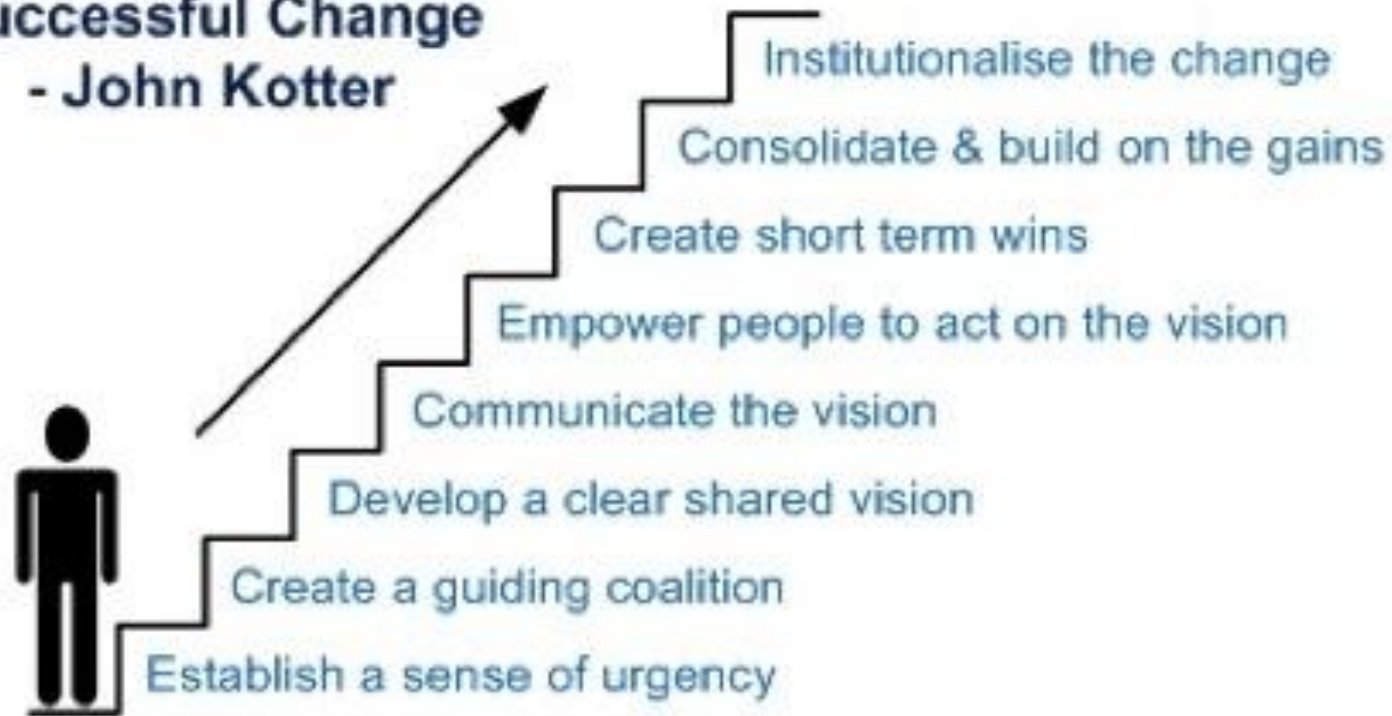 Successful Change
- John Kotter
Institutionalise the change
Consolidate & build on the gains
Create short term wins
Empower people to act on the vision
Communicate the vision
Develop a clear shared vision
Create a guiding coalition
Establish a sense of urgency